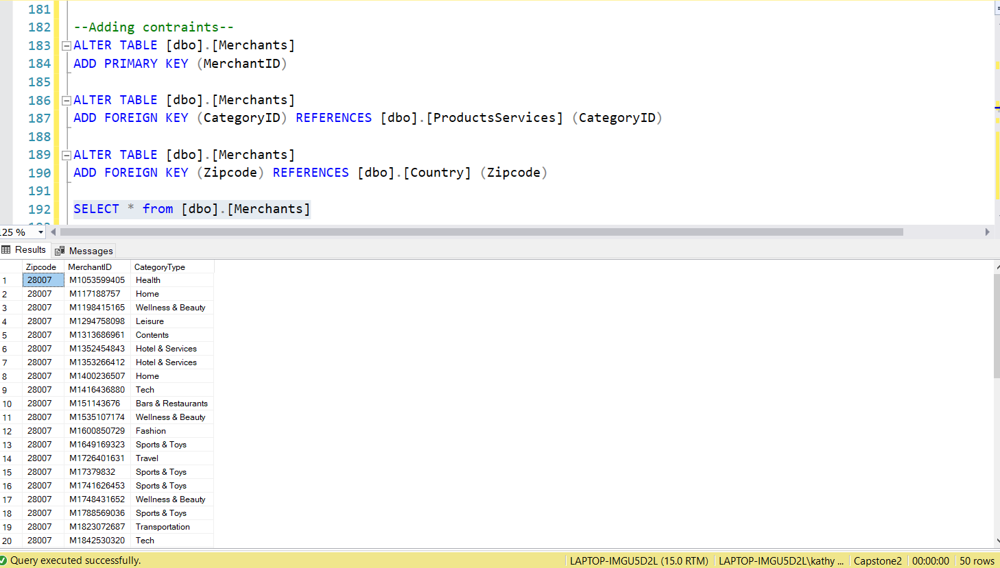 181
182 --Adding contraints--
183 ALTER TABLE [dbo].[Merchants]
184 ADD PRIMARY KEY (MerchantID)
185
186 ALTER TABLE [dbo].[Merchants]
187 ADD FOREIGN KEY (CategoryID) REFERENCES [dbo].[ProductsServices] (CategoryID)
188
189 ALTER TABLE [dbo].[Merchants]
190 ADD FOREIGN KEY (Zipcode) REFERENCES [dbo].[Country] (Zipcode)
191
192 SELECT * from [dbo].[Merchants]
25 %
Results Messages
Zipcode MerchantID CategoryType
1 28007 M1053599405 Health
2 28007 M117188757 Home
3 28007 M1198415165 Wellness & Beauty
4 28007 M1294758098 Leisure
5 28007 M1313686961 Contents
6 28007 M1352454843 Hotel & Services
7 28007 M1353266412 Hotel & Services
8 28007 M1400236507 Home
9 28007 M1416436880 Tech
10 28007 M151143676 Bars & Restaurants
11 28007 M1535107174 Wellness & Beauty
12 28007 M1600850729 Fashion
13 28007 M1649169323 Sports & Toys
14 28007 M1726401631 Travel
15 28007 M17379832 Sports & Toys
16 28007 M1741626453 Sports & Toys
17 28007 M1748431652 Wellness & Beauty
18 28007 M1788569036 Sports & Toys
19 28007 M1823072687 Transportation
20 28007 M1842530320 Tech
Query executed successfully. LAPTOP-IMGU5D2L (15.0 RTM) LAPTOP-IMGU5D2L\kathy ... Capstone2 00:00:00 50 rows